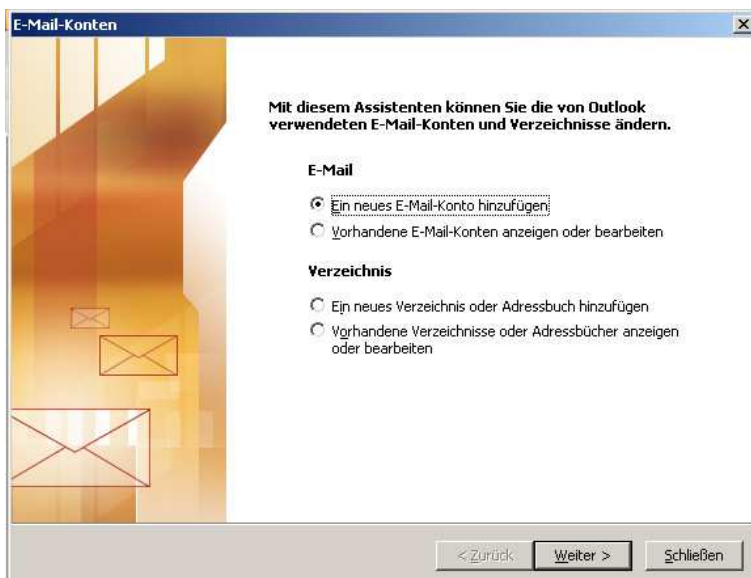 E-Mail-Konten
Mit diesem Assistenten können Sie die von Outlook
verwendeten E-Mail-Konten und Verzeichnisse ändern.
E-Mail
Ein neues E-Mail-Konto hinzufügen
Vorhandene E-Mail-Konten anzeigen oder bearbeiten
Verzeichnis
Ein neues Verzeichnis oder Adressbuch hinzufügen
Vorhandene Verzeichnisse oder Adressbücher anzeigen
oder bearbeiten
< Zurück
Weiter >
Schließen